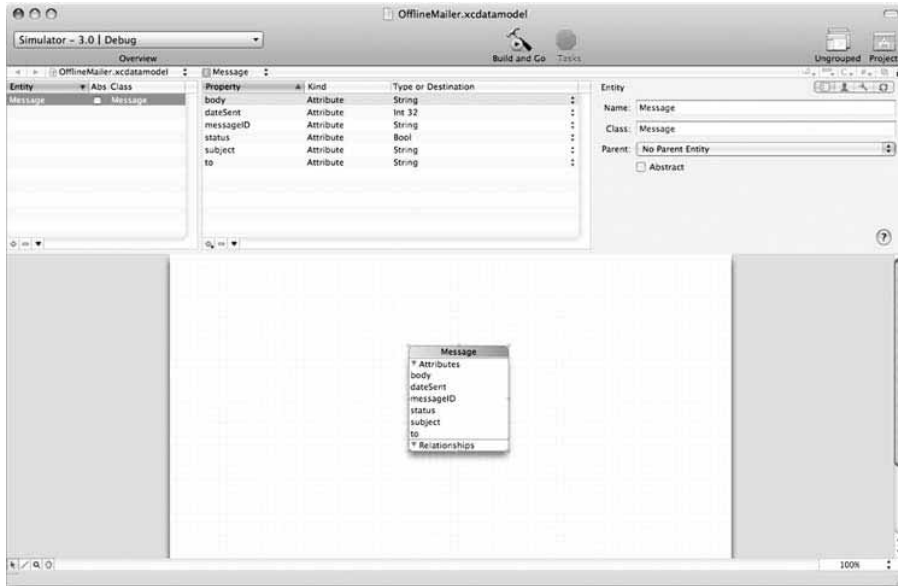 OfflineMailer.xcdatamodel
Simulator – 3.0 | Debug
Overview
Build and Go
Tasks
Ungrouped
Project
OfflineMailer.xcdatamodel
Message
Entity Abs Class
Message Message
Property Kind Type or Destination
body Attribute String
dateSent Attribute Int 32
messageID Attribute String
status Attribute Bool
subject Attribute String
to Attribute String
Entity
Name: Message
Class: Message
Parent: No Parent Entity
Abstract
?
Message
Attributes
body
dateSent
messageID
status
subject
to
Relationships
100%